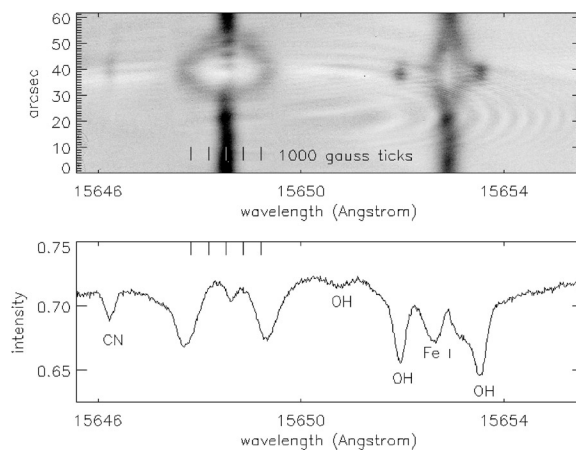 60
50
40
30
20
10
0
arcsec
1000 gauss ticks
15646 15650 15654
wavelength (Angstrom)
0.75
0.70
0.65
intensity
CN
OH
OH
Fe I
OH
15646 15650 15654
wavelength (Angstrom)